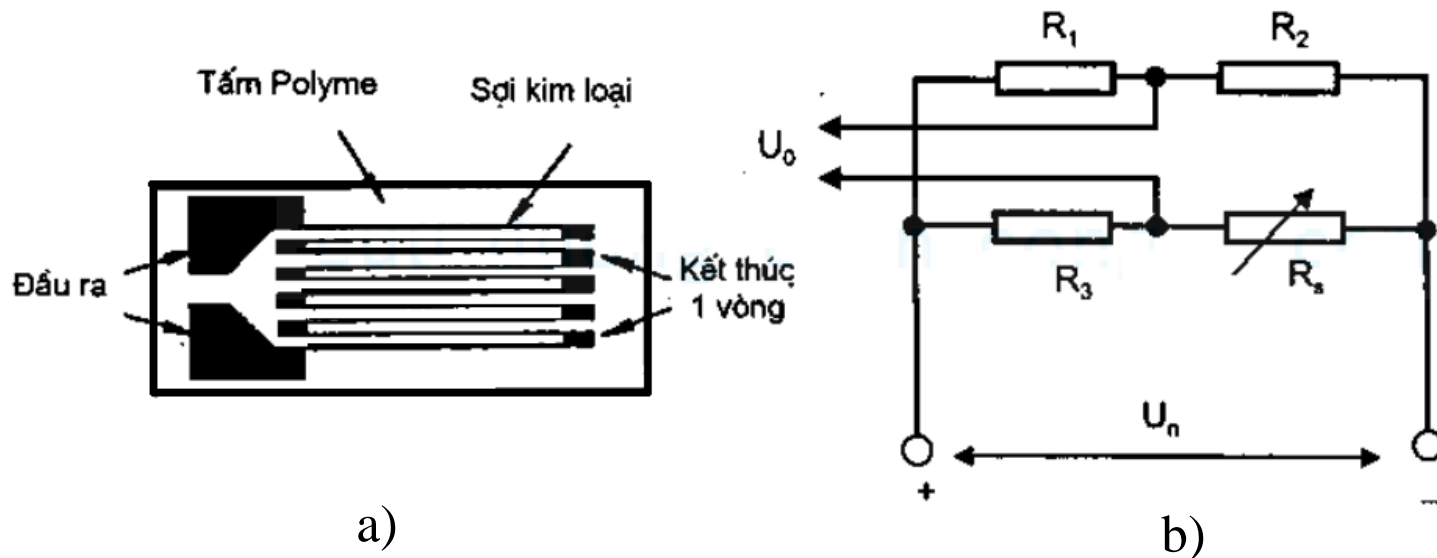 Tấm Polyme
Sợi kim loại
Đầu ra
Kết thúc
1 vòng
a)
R₁
R₂
U₀
R₃
Rₛ
Uₙ
+
–
b)